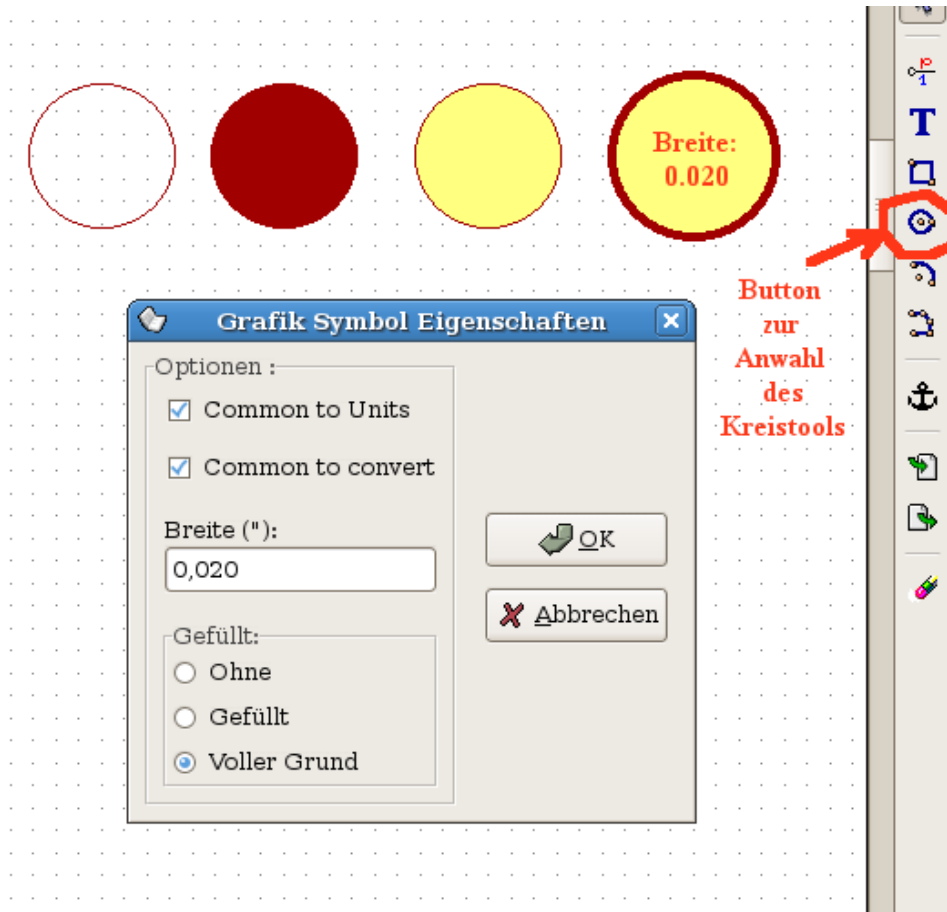 Breite:
0.020
T
Button
zur
Anwahl
des
Kreistools
Grafik Symbol Eigenschaften
Optionen :
Common to Units
Common to convert
Breite ("):
0,020
OK
Abbrechen
Gefüllt:
Ohne
Gefüllt
Voller Grund